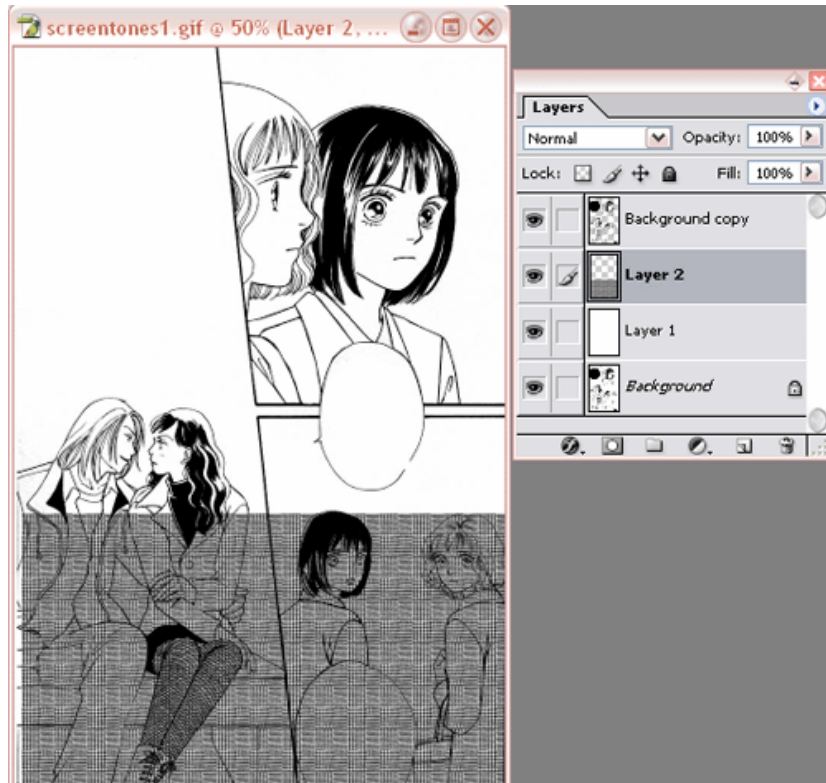 screentones1.gif @ 50% (Layer 2, ...
Layers
Normal
Opacity: 100%
Lock:
Fill: 100%
Background copy
Layer 2
Layer 1
Background